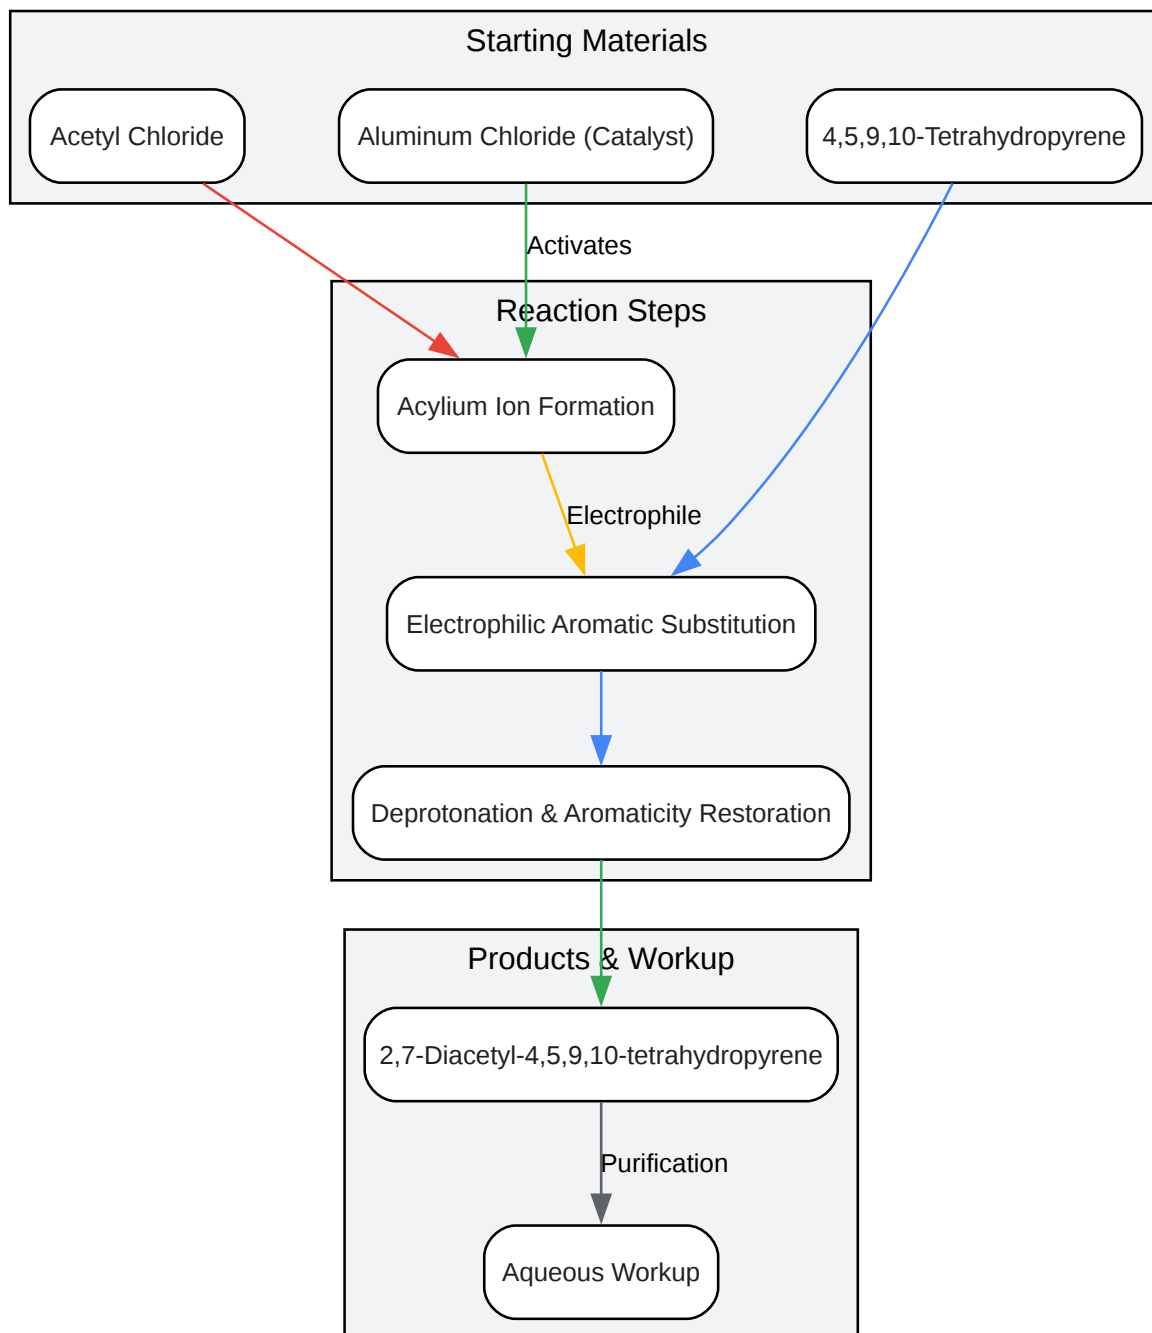 Starting Materials
Acetyl Chloride
Aluminum Chloride (Catalyst)
4,5,9,10-Tetrahydropyrene
Activates
Reaction Steps
Acylium Ion Formation
Electrophile
Electrophilic Aromatic Substitution
Deprotonation & Aromaticity Restoration
Products & Workup
2,7-Diacetyl-4,5,9,10-tetrahydropyrene
Purification
Aqueous Workup